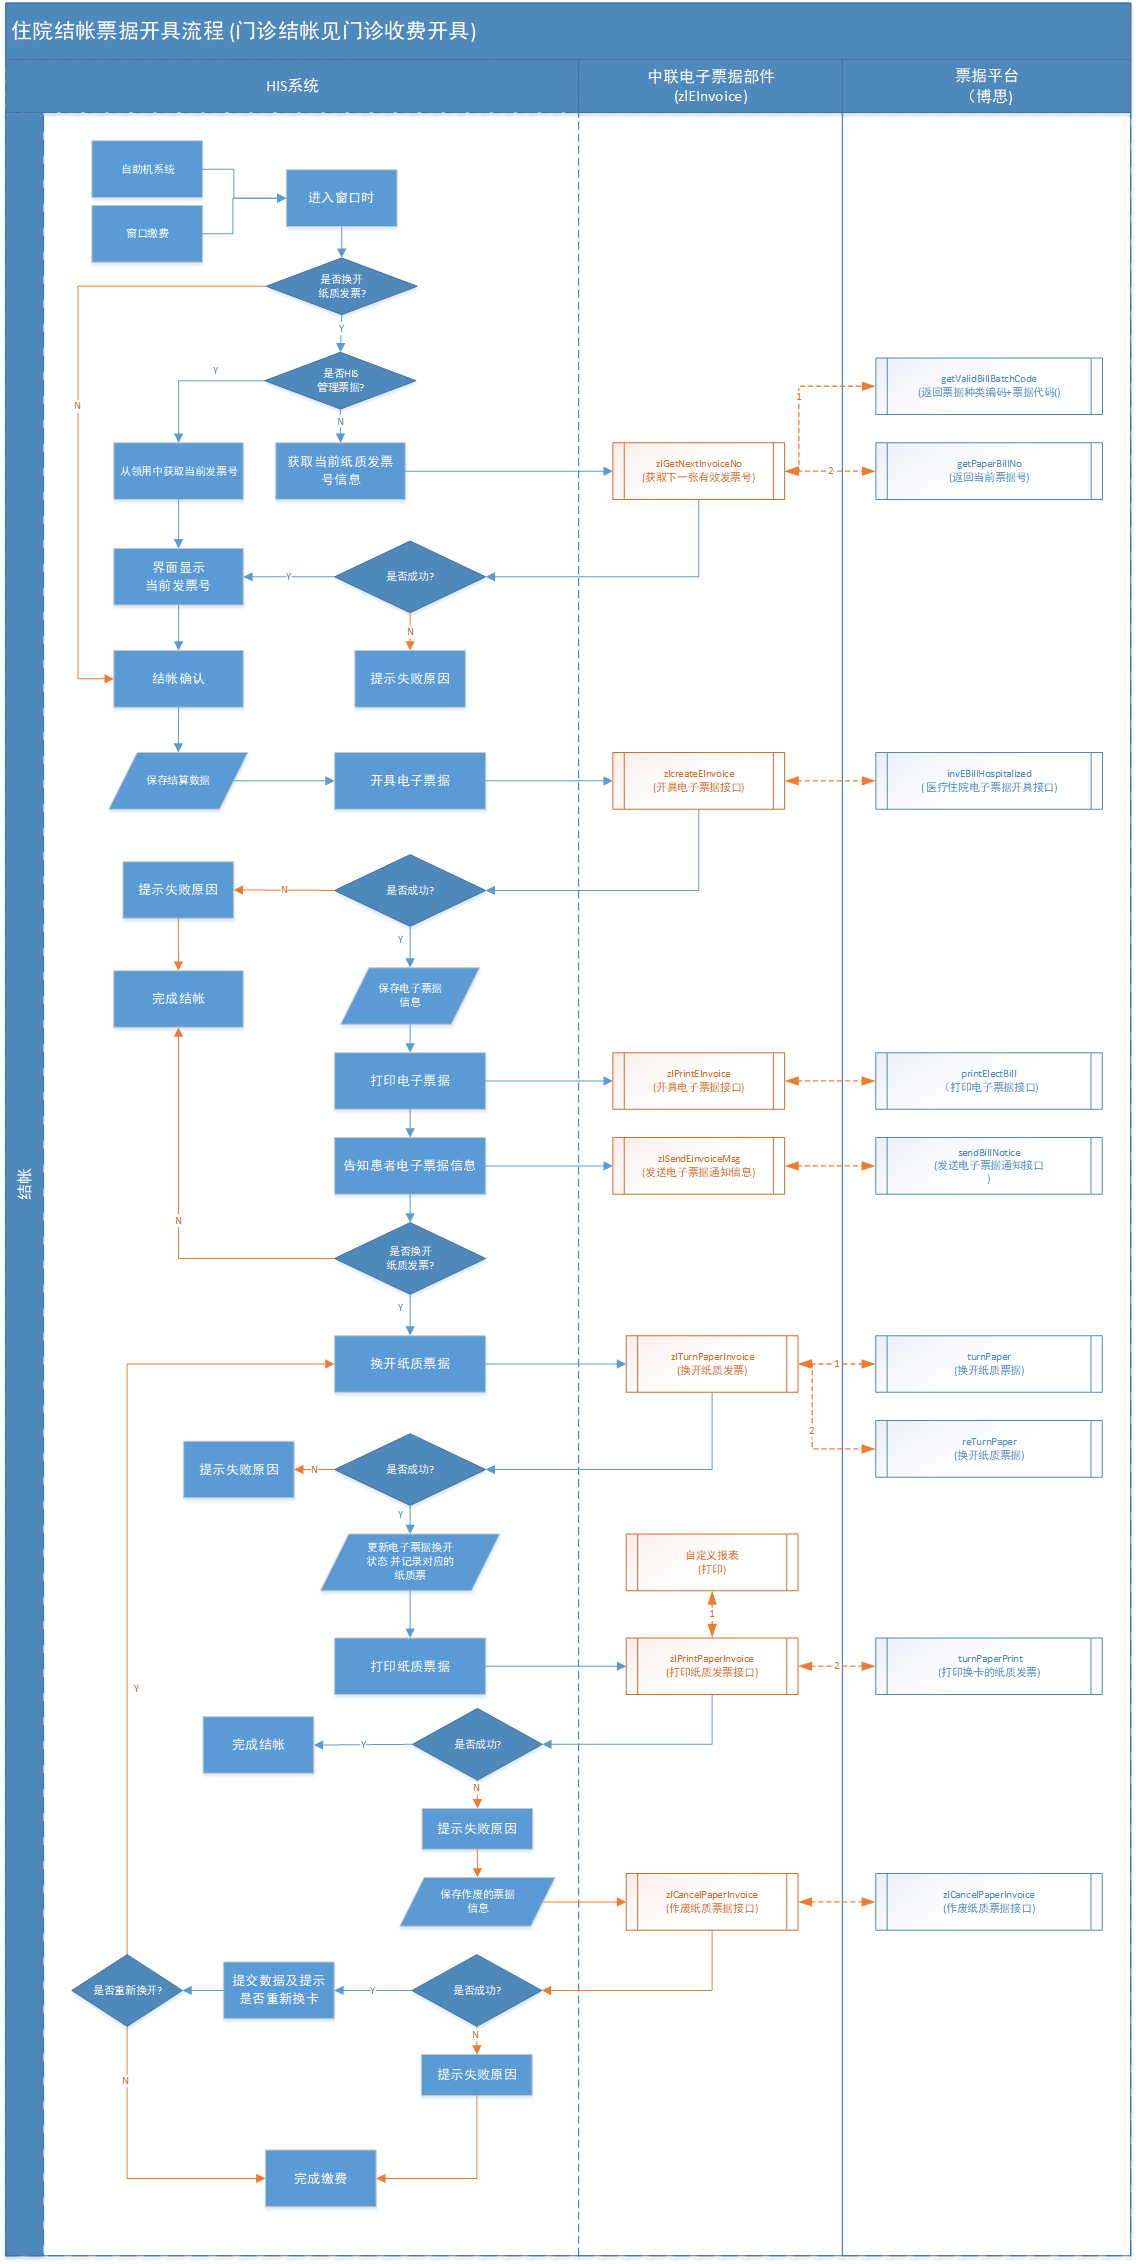 住院结帐票据开具流程 (门诊结帐见门诊收费开具)
HIS系统
中联电子票据部件
(zlEInvoice)
票据平台
（博思)
结帐
自助机系统
窗口缴费
进入窗口时
是否换开
纸质发票?
Y
N
是否HIS
管理票据?
Y
N
从领用中获取当前发票号
获取当前纸质发票
号信息
zlGetNextInvoiceNo
(获取下一张有效发票号)
1
getValidBillBatchCode
(返回票据种类编码+票据代码()
2
getPaperBillNo
(返回当前票据号)
界面显示
当前发票号
Y
是否成功?
N
结帐确认
提示失败原因
保存结算数据
开具电子票据
zlcreateEInvoice
(开具电子票据接口)
invEBillHospitalized
( 医疗住院电子票据开具接口)
提示失败原因
N
是否成功?
Y
完成结帐
保存电子票据
信息
打印电子票据
zlPrintEInvoice
(开具电子票据接口)
printElectBill
（打印电子票据接口)
告知患者电子票据信息
zlSendEinvoiceMsg
(发送电子票据通知信息)
sendBillNotice
(发送电子票据通知接口
)
N
是否换开
纸质发票?
Y
换开纸质票据
zlTurnPaperInvoice
(换开纸质发票)
1
turnPaper
(换开纸质票据)
2
reTurnPaper
(换开纸质票据)
提示失败原因
N
是否成功?
Y
更新电子票据换开
状态 并记录对应的
纸质票
自定义报表
(打印)
1
打印纸质票据
zlPrintPaperInvoice
(打印纸质发票接口)
2
turnPaperPrint
(打印换卡的纸质发票)
Y
完成结帐
Y
是否成功?
N
提示失败原因
保存作废的票据
信息
zlCancelPaperInvoice
(作废纸质票据接口)
zlCancelPaperInvoice
(作废纸质票据接口)
是否重新换开?
提交数据及提示
是否重新换卡
Y
是否成功?
N
提示失败原因
N
完成缴费